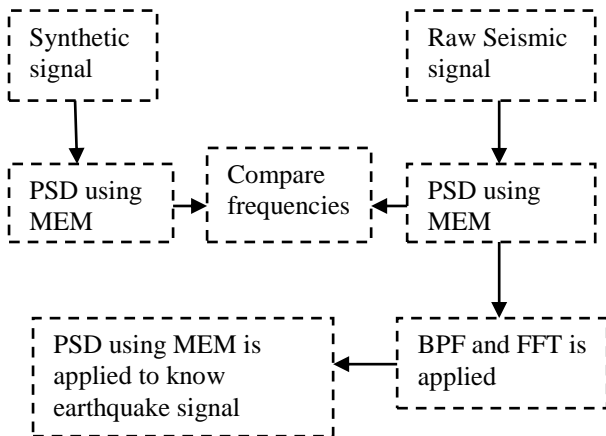 Synthetic
signal
Raw Seismic
signal
PSD using
MEM
Compare
frequencies
PSD using
MEM
PSD using MEM is
applied to know
earthquake signal
BPF and FFT is
applied